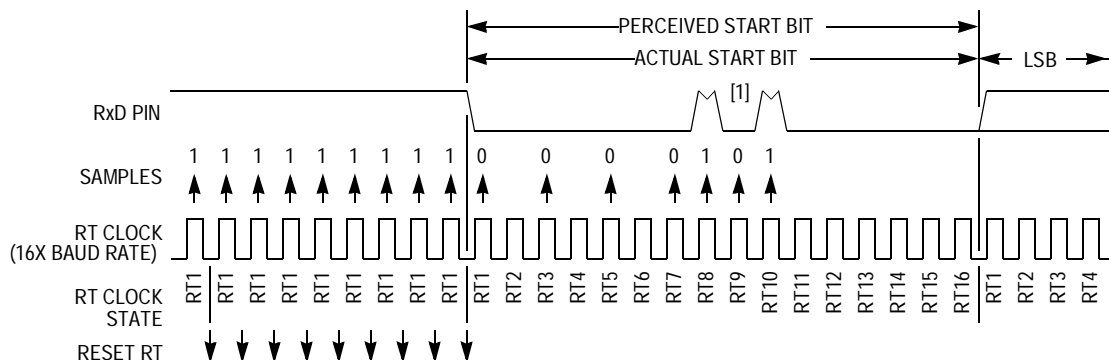 PERCEIVED START BIT
ACTUAL START BIT
LSB
RxD PIN
[1]
SAMPLES
1 1 1 1 1 1 1 1 1 0 0 0 0 1 0 1
RT CLOCK
(16X BAUD RATE)
RT CLOCK
STATE
RT1 RT1 RT1 RT1 RT1 RT1 RT1 RT1 RT1 RT1 RT2 RT3 RT4 RT5 RT6 RT7 RT8 RT9 RT10 RT11 RT12 RT13 RT14 RT15 RT16 RT1 RT2 RT3 RT4
RESET RT